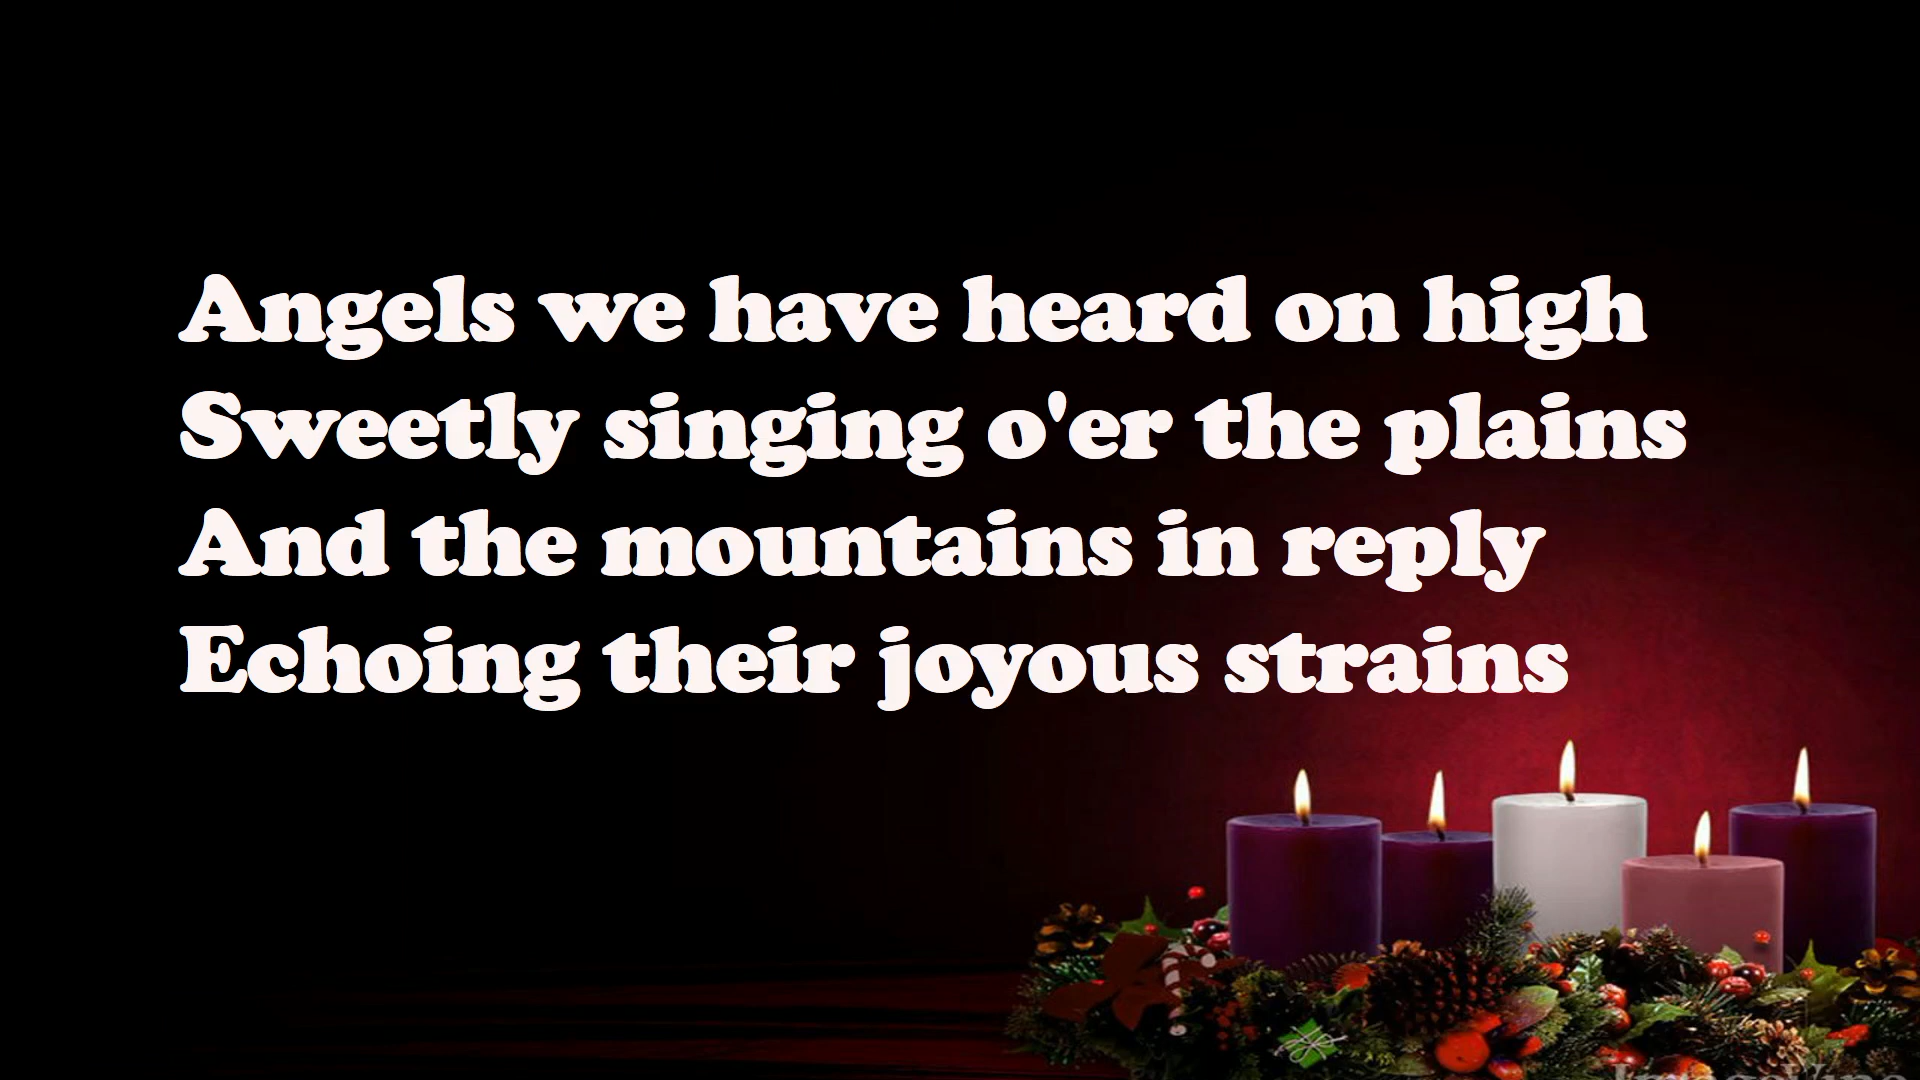 Angels we have heard on high
Sweetly singing o'er the plains
And the mountains in reply
Echoing their joyous strains